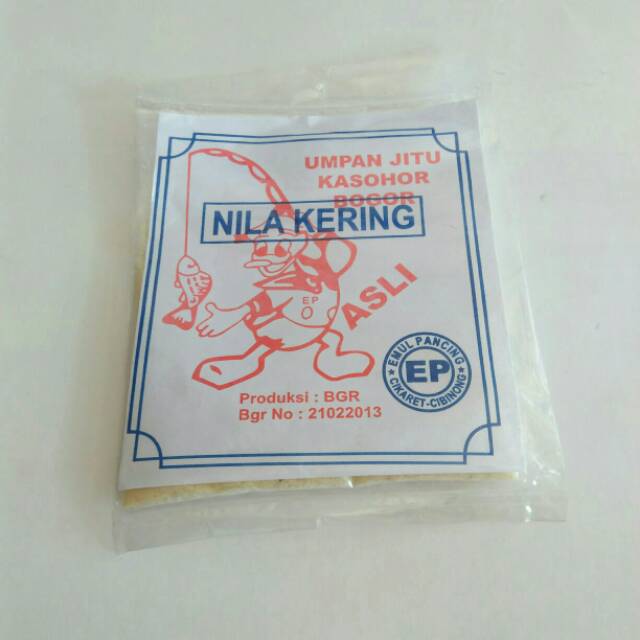 UMPAN JITU
KASOHOR
BOGOR
NILA KERING
ASLI
EP
O
EMUL PANCING
EP
CIKARET-CIBINONG
Produksi : BGR
Bgr No : 21022013